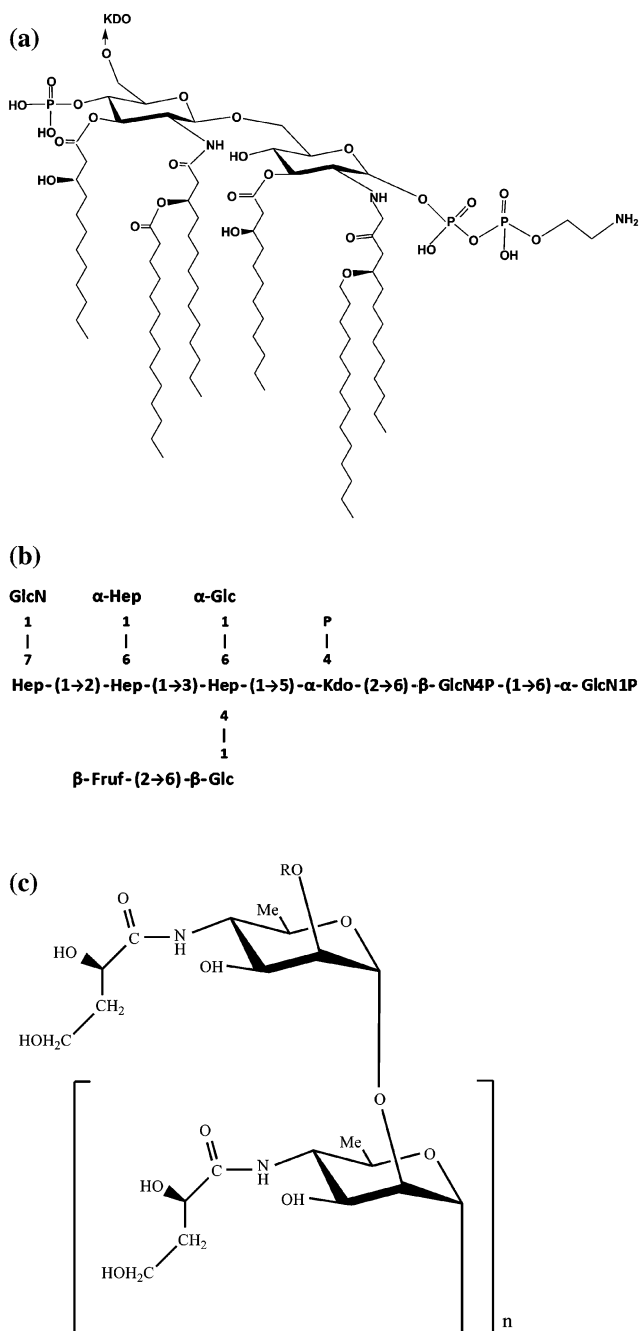 (a)
KDO
O
O
HO P O
HO
O
O
O
NH
O
O
O
HO
O
O
O
O
HO
O
O
O
HO
NH
O
O
O
O
P
HO
O
O
P
OH
O
NH₂
(b)
GlcN α-Hep α-Glc
1 1 1 P
| | | |
7 6 6 4
Hep-(1→2)-Hep-(1→3)-Hep-(1→5)-α-Kdo-(2→6)-β-GlcN4P-(1→6)-α-GlcN1P
4
|
1
β-Fruf-(2→6)-β-Glc
(c)
RO
O
Me
O
HO
C
N
H
OH
CH₂
HOH₂C
O
O
Me
O
HO
C
N
H
OH
CH₂
HOH₂C
n